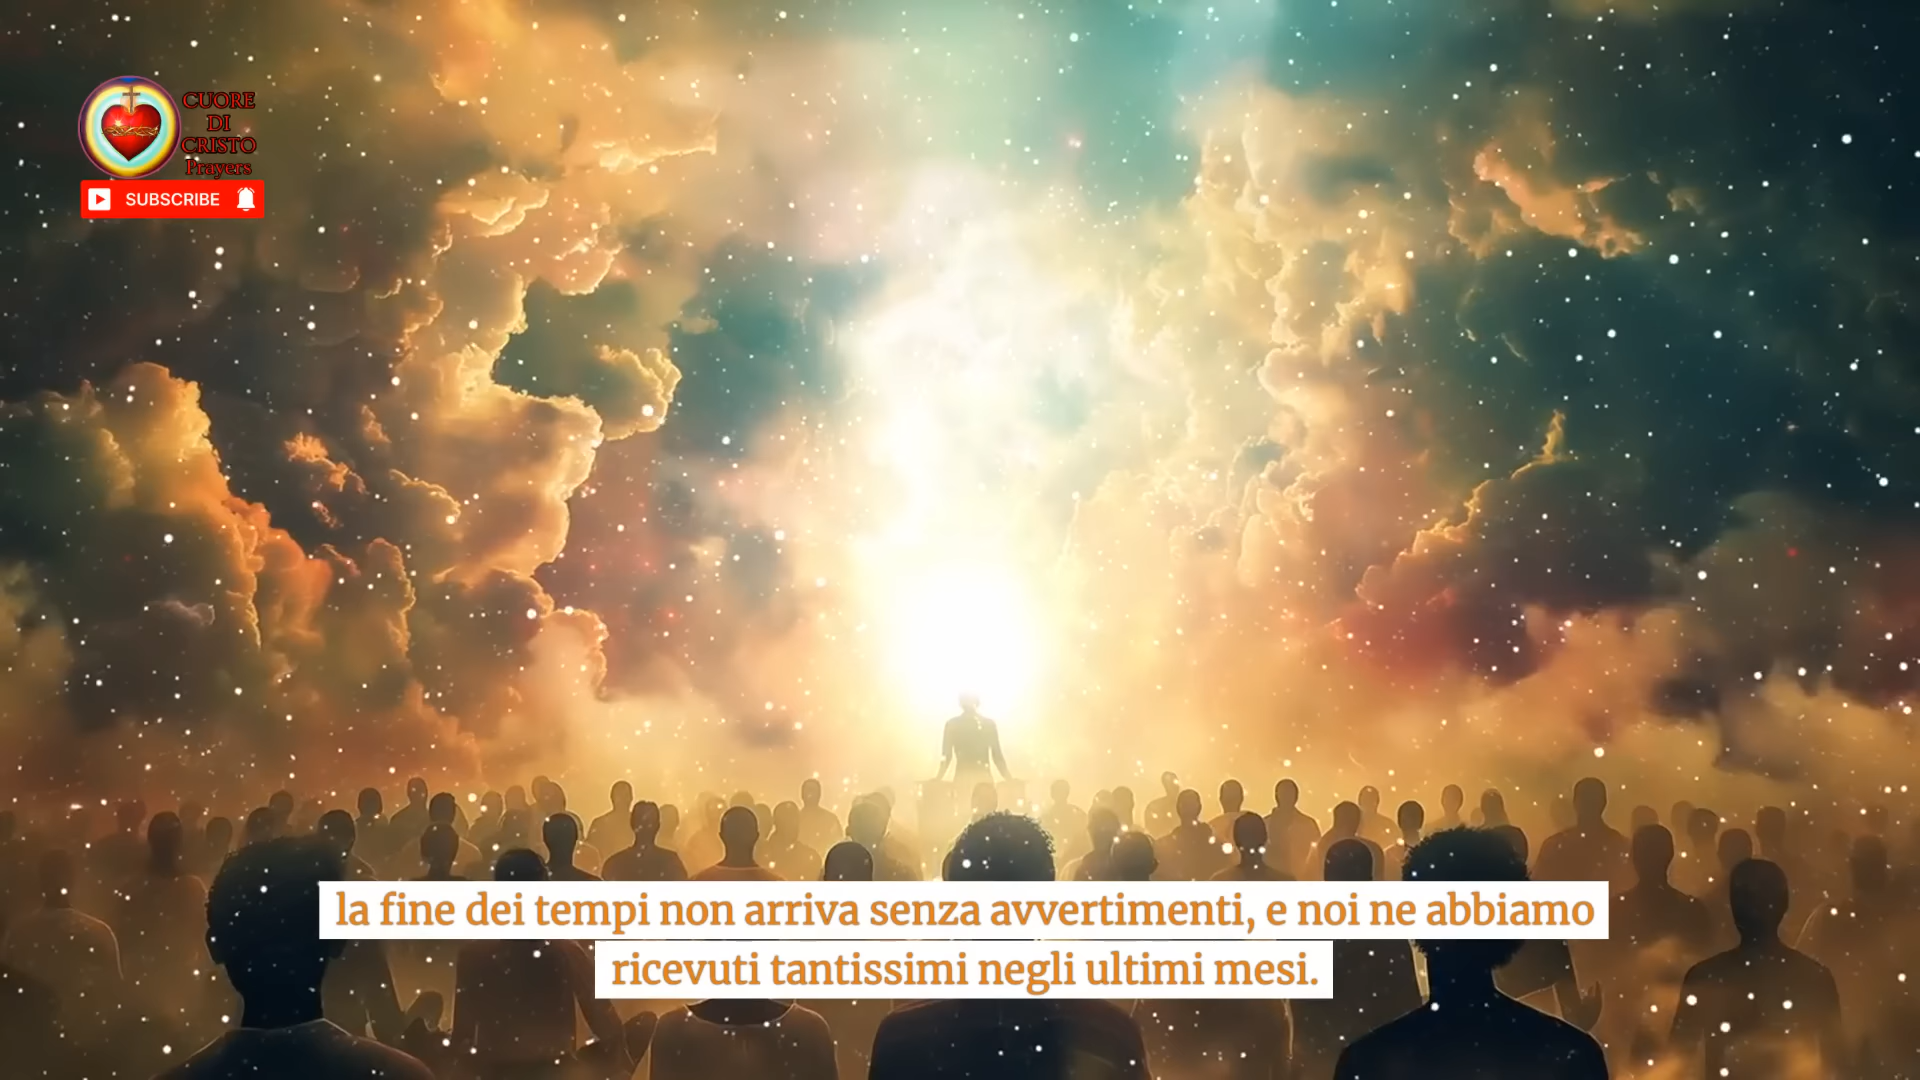 CUORE
DI
CRISTO
Prayers
SUBSCRIBE
la fine dei tempi non arriva senza avvertimenti, e noi ne abbiamo
ricevuti tantissimi negli ultimi mesi.